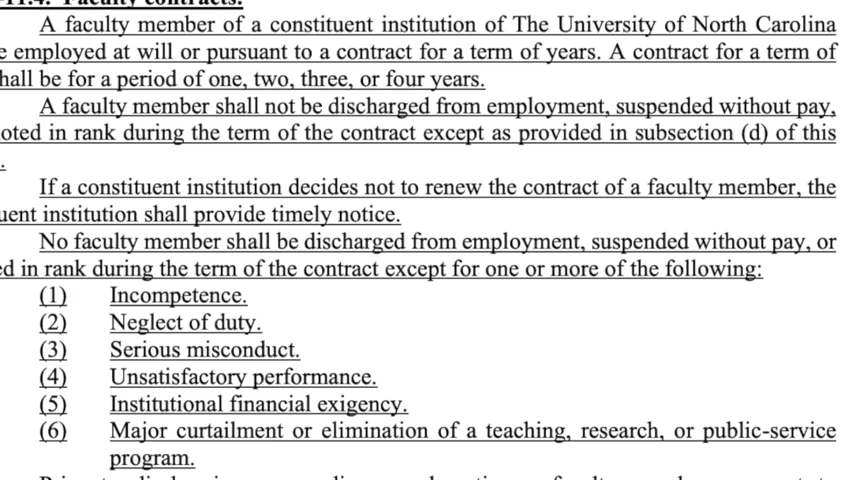 Faculty contracts.
A faculty member of a constituent institution of The University of North Carolina
employed at will or pursuant to a contract for a term of years. A contract for a term of
shall be for a period of one, two, three, or four years.
A faculty member shall not be discharged from employment, suspended without pay,
oted in rank during the term of the contract except as provided in subsection (d) of this
.
If a constituent institution decides not to renew the contract of a faculty member, the
uent institution shall provide timely notice.
No faculty member shall be discharged from employment, suspended without pay, or
ed in rank during the term of the contract except for one or more of the following:
(1) Incompetence.
(2) Neglect of duty.
(3) Serious misconduct.
(4) Unsatisfactory performance.
(5) Institutional financial exigency.
(6) Major curtailment or elimination of a teaching, research, or public-service
program.